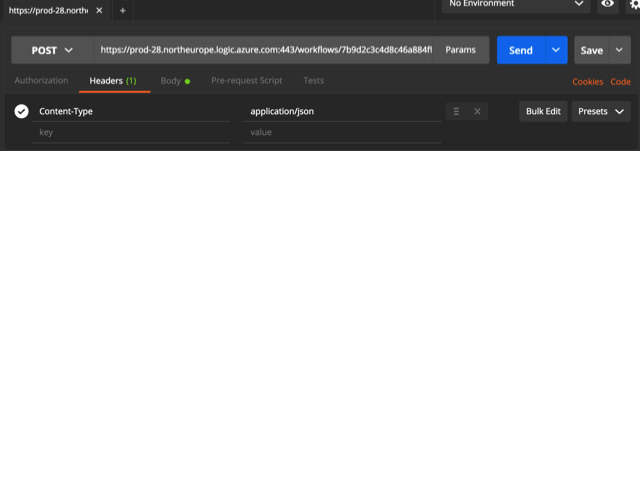 https://prod-28.northe
No Environment
POST https://prod-28.northeurope.logic.azure.com:443/workflows/7b9d2c3c4d8c46a884fl Params Send Save
Authorization Headers (1) Body Pre-request Script Tests Cookies Code
Content-Type application/json Bulk Edit Presets
key value